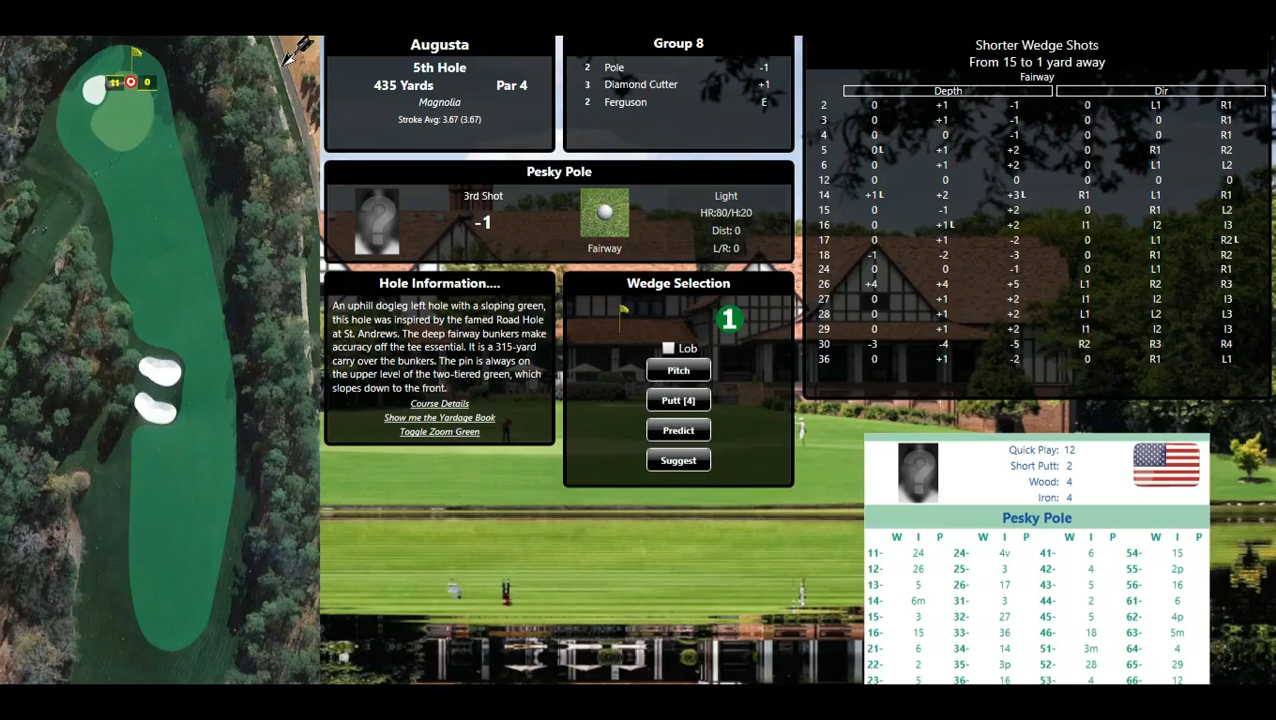 11 0
Augusta
5th Hole
435 Yards Par 4
Magnolia
Stroke Avg: 3.67 (3.67)
Group 8
2 Pole -1
3 Diamond Cutter +1
2 Ferguson E
Pesky Pole
3rd Shot
-1
Fairway
Light
HR:80/H:20
Dist: 0
L/R: 0
Hole Information....
An uphill dogleg left hole with a sloping green,
this hole was inspired by the famed Road Hole
at St. Andrews. The deep fairway bunkers make
accuracy off the tee essential. It is a 315-yard
carry over the bunkers. The pin is always on
the upper level of the two-tiered green, which
slopes down to the front.
Course Details
Show me the Yardage Book
Toggle Zoom Green
Wedge Selection
1
Lob
Pitch
Putt [4]
Predict
Suggest
Shorter Wedge Shots
From 15 to 1 yard away
Fairway
Depth Dir
2 0 +1 -1 0 L1 R1
3 0 +1 -1 0 0 R1
4 0 0 -1 0 0 R1
5 0L +1 +2 0 R1 R2
6 0 +1 +2 0 L1 L2
12 0 0 0 0 0 0
14 +1L +2 +3L R1 L1 R1
15 0 -1 +2 0 R1 L2
16 0 +1L +2 I1 I2 I3
17 0 +1 -2 0 L1 R2L
18 -1 -2 -3 0 R1 R2
24 0 0 -1 0 R1 L1
26 +4 +4 +5 L1 R2 R3
27 0 +1 +2 I1 I2 I3
28 0 +1 +2 L1 L2 L3
29 0 +1 +2 I1 I2 I3
30 -3 -4 -5 R2 R3 R4
36 0 +1 -2 0 R1 L1
Quick Play: 12
Short Putt: 2
Wood: 4
Iron: 4
Pesky Pole
W I P W I P W I P W I P
11- 24 24- 4v 41- 6 54- 15
12- 26 25- 3 42- 4 55- 2p
13- 5 26- 17 43- 5 56- 16
14- 6m 31- 3 44- 2 61- 6
15- 3 32- 27 45- 5 62- 4p
16- 15 33- 36 46- 18 63- 5m
21- 6 34- 14 51- 3m 64- 4
22- 2 35- 3p 52- 28 65- 29
23- 5 36- 16 53- 4 66- 12